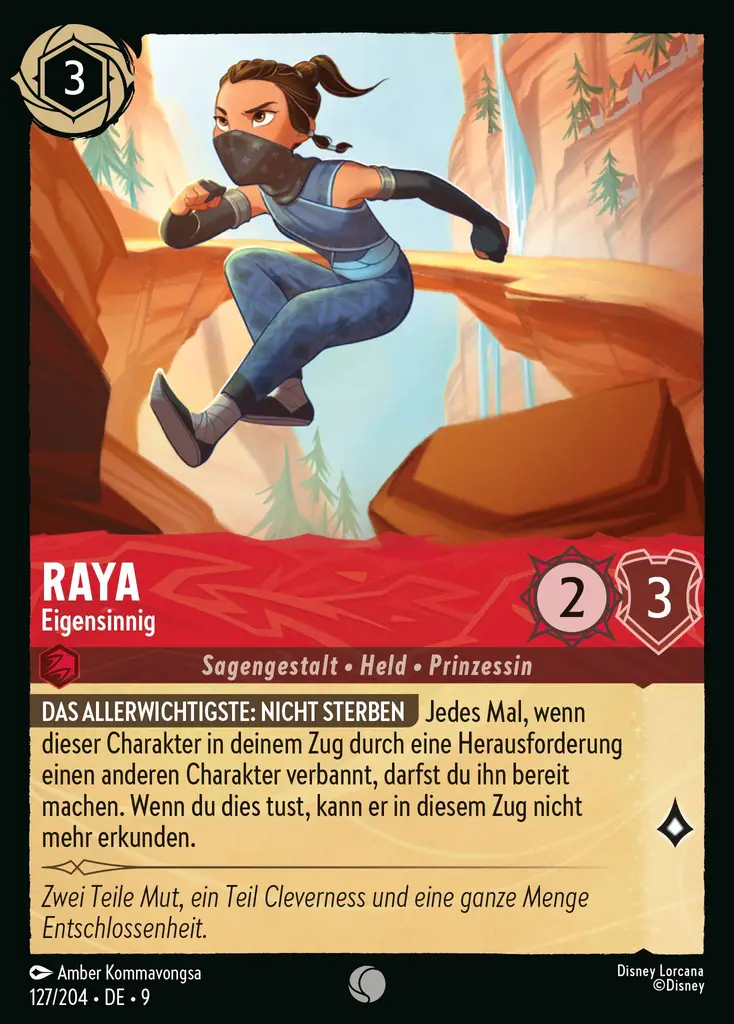 3
RAYA
Eigensinnig
2
3
Sagengestalt • Held • Prinzessin
DAS ALLERWICHTIGSTE: NICHT STERBEN Jedes Mal, wenn
dieser Charakter in deinem Zug durch eine Herausforderung
einen anderen Charakter verbannt, darfst du ihn bereit
machen. Wenn du dies tust, kann er in diesem Zug nicht
mehr erkunden.
Zwei Teile Mut, ein Teil Cleverness und eine ganze Menge
Entschlossenheit.
Amber Kommavongsa
127/204 • DE • 9
Disney Lorcana
©Disney